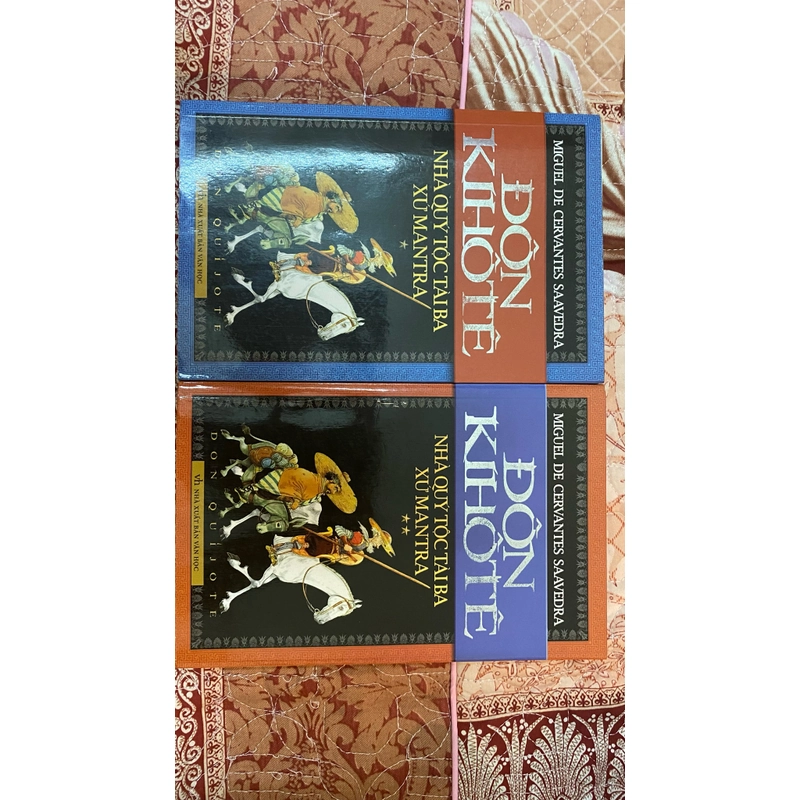 MIGUEL DE CERVANTES SAAVEDRA
ĐÔN
KIHÔTÊ
NHÀ QUÝ TỘC TÀI BA
XỨ MANTRA
DON QUIJOTE
NHÀ XUẤT BẢN VĂN HỌC
MIGUEL DE CERVANTES SAAVEDRA
ĐÔN
KIHÔTÊ
NHÀ QUÝ TỘC TÀI BA
XỨ MANTRA
DON QUIJOTE
NHÀ XUẤT BẢN VĂN HỌC